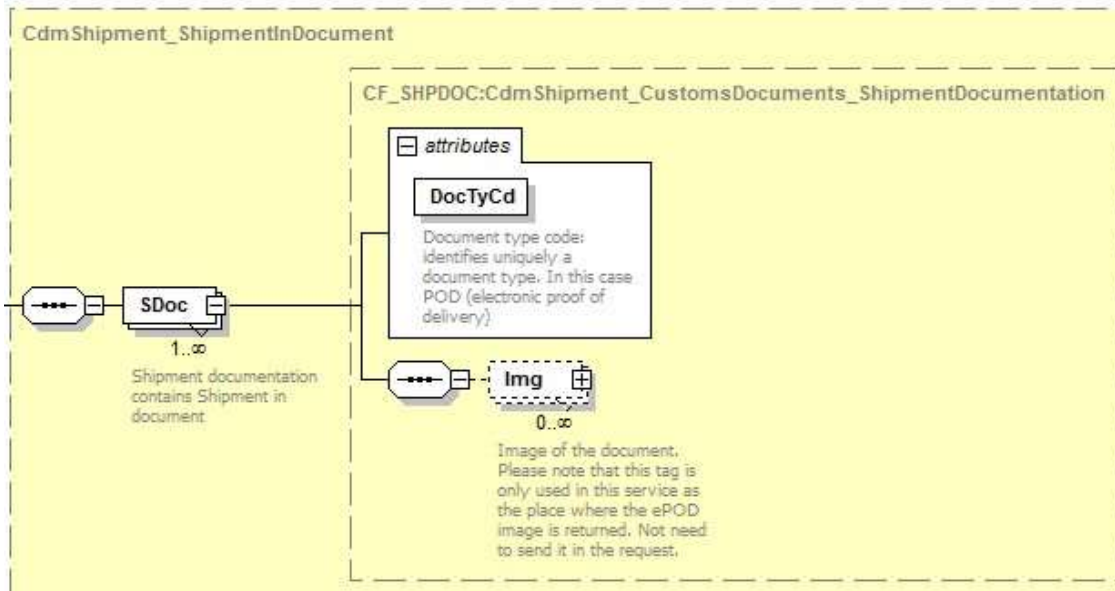 CdmShipment_ShipmentInDocument
CF_SHPDOC:CdmShipment_CustomsDocuments_ShipmentDocumentation
attributes
DocTyCd
Document type code:
identifies uniquely a
document type. In this case
POD (electronic proof of
delivery)
SDoc
1..∞
Shipment documentation
contains Shipment in
document
Img
0..∞
Image of the document.
Please note that this tag is
only used in this service as
the place where the ePOD
image is returned. Not need
to send it in the request.